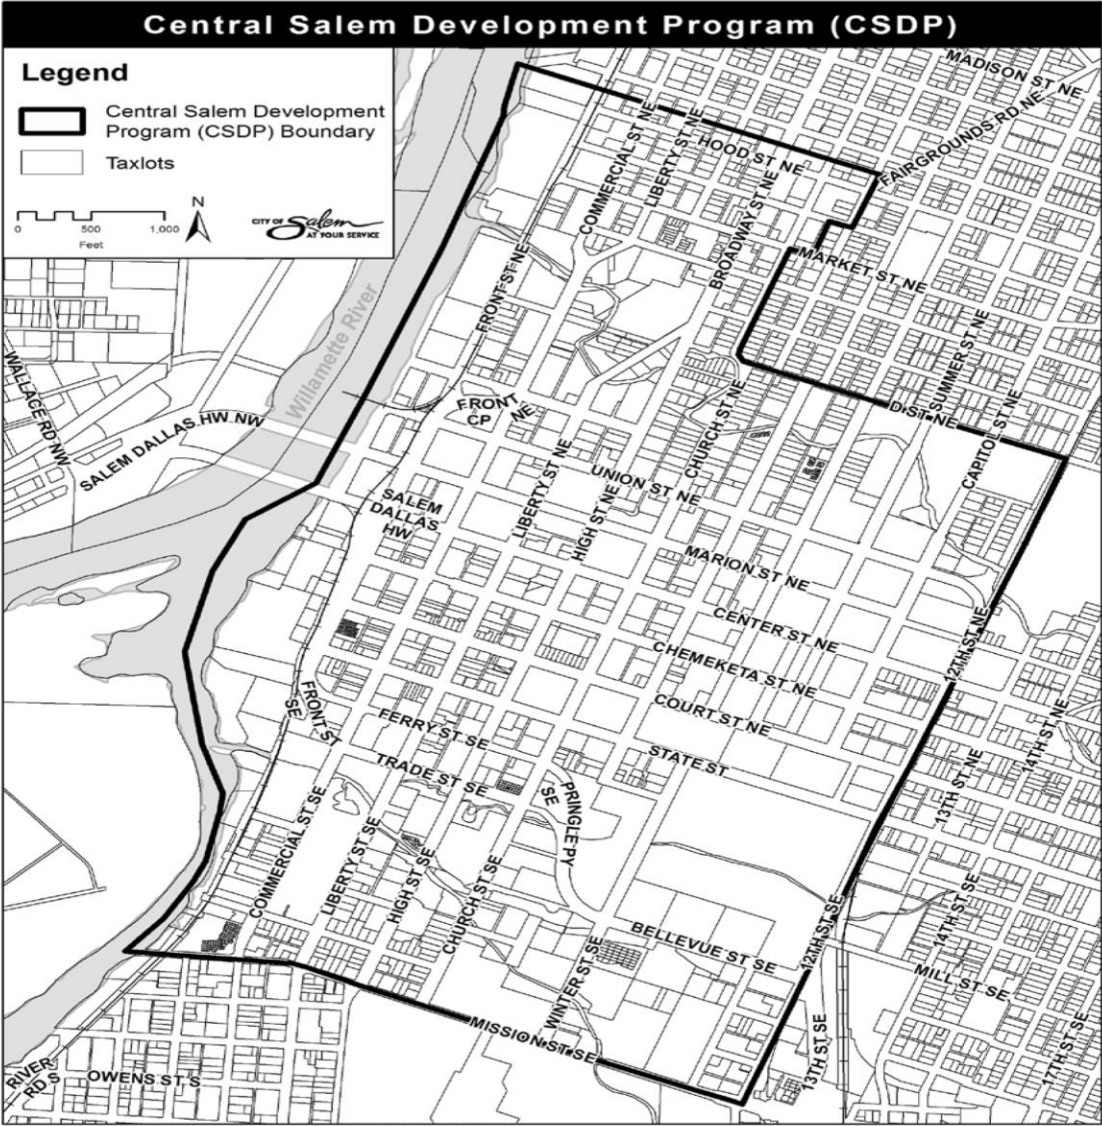 Central Salem Development Program (CSDP)
Legend
Central Salem Development
Program (CSDP) Boundary
Taxlots
N
0 500 1,000
Feet
CITY OF Salem
AT YOUR SERVICE
MADISON ST NE
FAIRGROUNDS RD NE
COMMERCIAL ST NE
LIBERTY ST NE
HOOD ST NE
BROADWAY ST NE
MARKET ST NE
FRONT ST NE
Willamette River
SUMMER ST NE
WALLACE RD NW
SALEM DALLAS HW NW
FRONT
CP
NE
D ST NE
CHURCH ST NE
CAPITOL ST NE
LIBERTY ST NE
UNION ST NE
HIGH ST NE
SALEM
DALLAS
HW
MARION ST NE
CENTER ST NE
CHEMEKETA ST NE
12TH ST NE
COURT ST NE
FRONT ST
SE
FERRY ST SE
STATE ST
14TH ST NE
13TH ST NE
TRADE ST SE
PRINGLE PY
SE
COMMERCIAL ST SE
LIBERTY ST SE
HIGH ST SE
CHURCH ST SE
12TH ST SE
14TH ST SE
BELLEVUE ST SE
WINTER ST SE
MILL ST SE
MISSION ST SE
13TH ST SE
17TH ST SE
RIVER
RD S
OWENS ST S